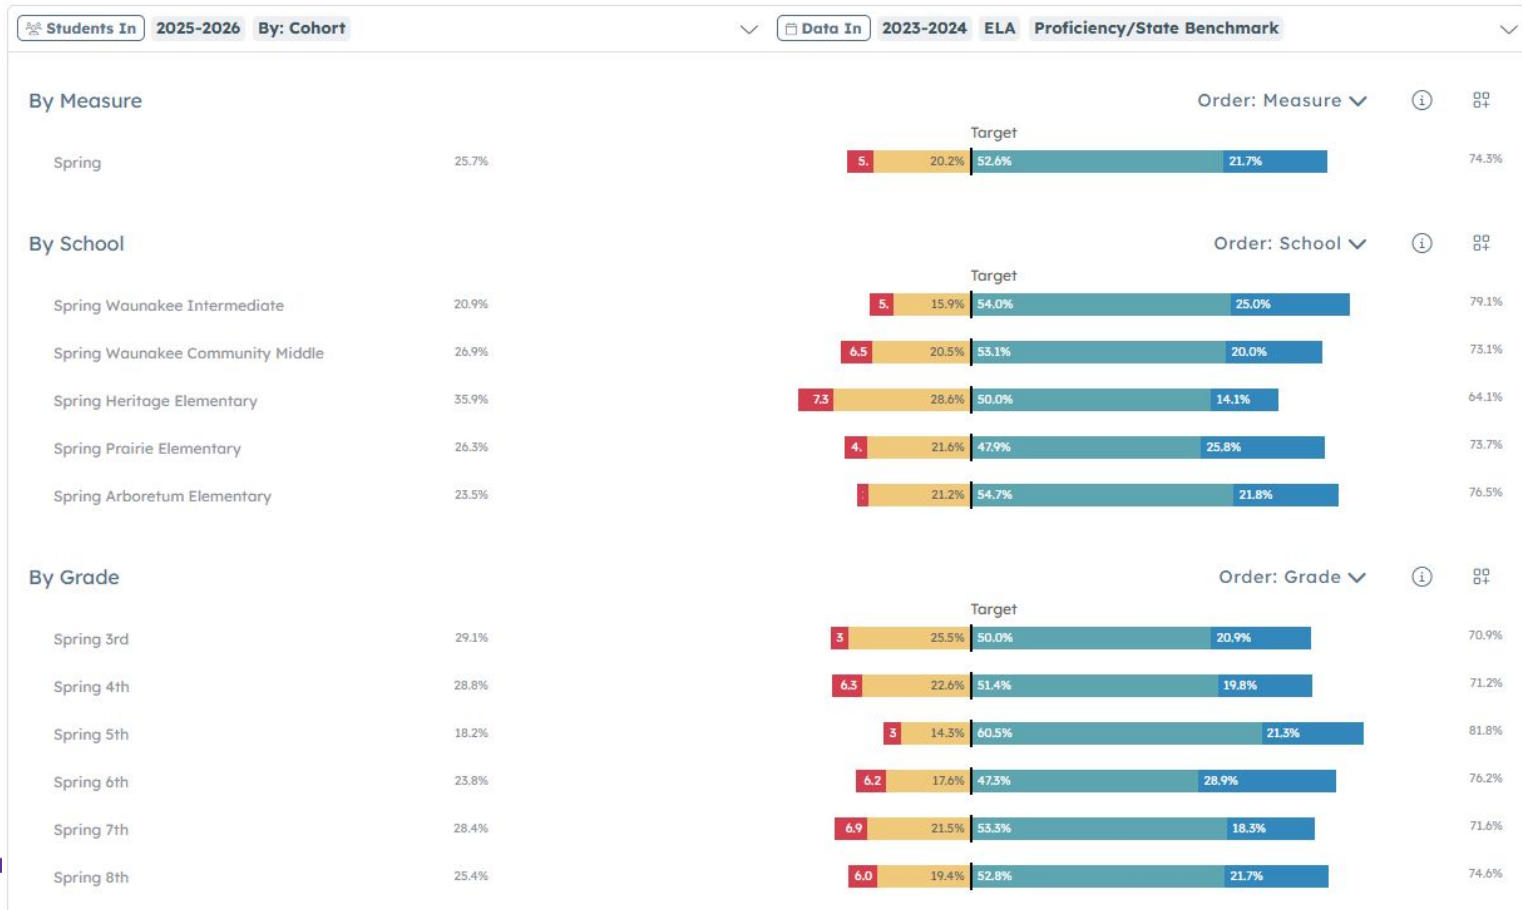 Students In 2025-2026 By: Cohort Data In 2023-2024 ELA Proficiency/State Benchmark
By Measure Order: Measure
Target
Spring 25.7% 5. 20.2% 52.6% 21.7% 74.3%
By School Order: School
Target
Spring Waunakee Intermediate 20.9% 5. 15.9% 54.0% 25.0% 79.1%
Spring Waunakee Community Middle 26.9% 6.5 20.5% 53.1% 20.0% 73.1%
Spring Heritage Elementary 35.9% 7.3 28.6% 50.0% 14.1% 64.1%
Spring Prairie Elementary 26.3% 4. 21.6% 47.9% 25.8% 73.7%
Spring Arboretum Elementary 23.5% 21.2% 54.7% 21.8% 76.5%
By Grade Order: Grade
Target
Spring 3rd 29.1% 3 25.5% 50.0% 20.9% 70.9%
Spring 4th 28.8% 6.3 22.6% 51.4% 19.8% 71.2%
Spring 5th 18.2% 3 14.3% 60.5% 21.3% 81.8%
Spring 6th 23.8% 6.2 17.6% 47.3% 28.9% 76.2%
Spring 7th 28.4% 6.9 21.5% 53.3% 18.3% 71.6%
Spring 8th 25.4% 6.0 19.4% 52.8% 21.7% 74.6%